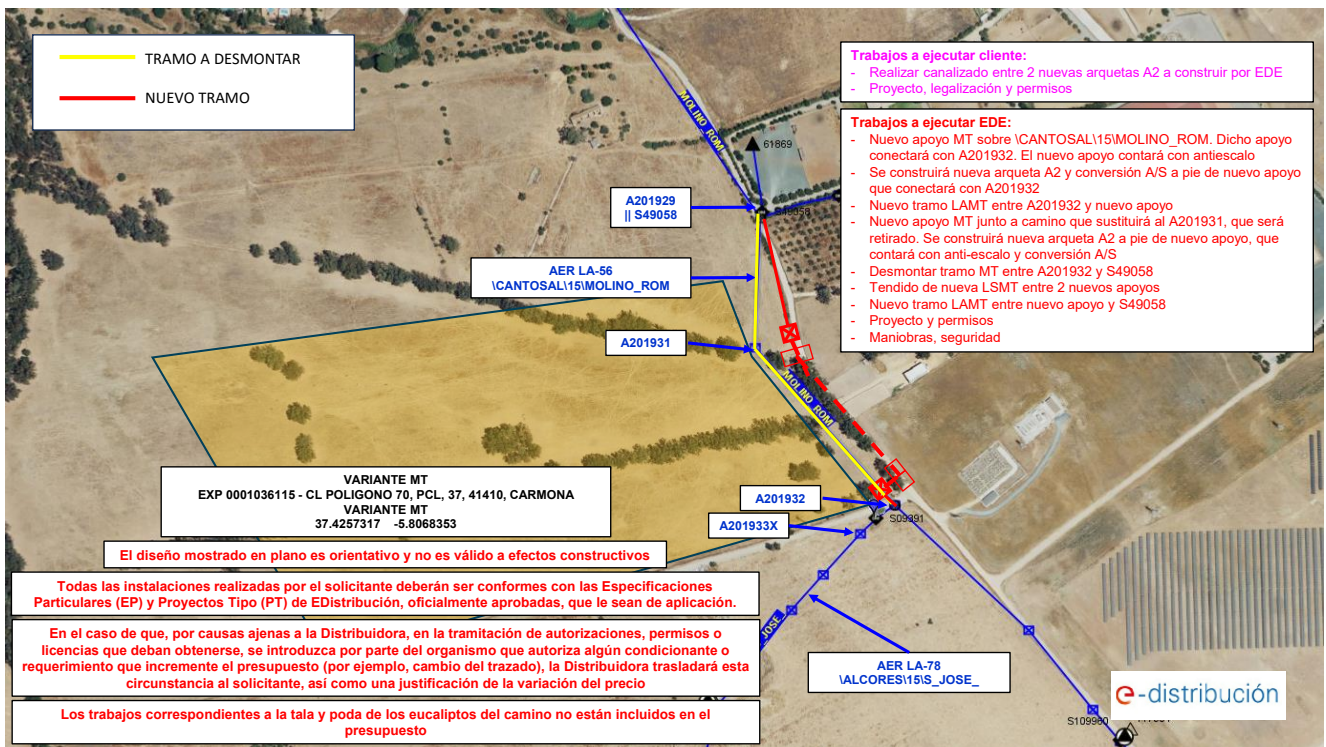 TRAMO A DESMONTAR
NUEVO TRAMO
Trabajos a ejecutar cliente:
- Realizar canalizado entre 2 nuevas arquetas A2 a construir por EDE
- Proyecto, legalización y permisos
Trabajos a ejecutar EDE:
- Nuevo apoyo MT sobre \CANTOSAL\15\MOLINO_ROM. Dicho apoyo
conectará con A201932. El nuevo apoyo contará con antiescalo
- Se construirá nueva arqueta A2 y conversión A/S a pie de nuevo apoyo
que conectará con A201932
- Nuevo tramo LAMT entre A201932 y nuevo apoyo
- Nuevo apoyo MT junto a camino que sustituirá al A201931, que será
retirado. Se construirá nueva arqueta A2 a pie de nuevo apoyo, que
contará con anti-escalo y conversión A/S
- Desmontar tramo MT entre A201932 y S49058
- Tendido de nueva LSMT entre 2 nuevos apoyos
- Nuevo tramo LAMT entre nuevo apoyo y S49058
- Proyecto y permisos
- Maniobras, seguridad
MOLINO_ROM_
61869
A201929
|| S49058
S49058
AER LA-56
\CANTOSAL\15\MOLINO_ROM
A201931
MOLINO_ROM_
VARIANTE MT
EXP 0001036115 - CL POLIGONO 70, PCL, 37, 41410, CARMONA
VARIANTE MT
37.4257317 -5.8068353
A201932
A201933X
S09391
El diseño mostrado en plano es orientativo y no es válido a efectos constructivos
Todas las instalaciones realizadas por el solicitante deberán ser conformes con las Especificaciones
Particulares (EP) y Proyectos Tipo (PT) de EDistribución, oficialmente aprobadas, que le sean de aplicación.
En el caso de que, por causas ajenas a la Distribuidora, en la tramitación de autorizaciones, permisos o
licencias que deban obtenerse, se introduzca por parte del organismo que autoriza algún condicionante o
requerimiento que incremente el presupuesto (por ejemplo, cambio del trazado), la Distribuidora trasladará esta
circunstancia al solicitante, así como una justificación de la variación del precio
_JOSE_
AER LA-78
\ALCORES\15\S_JOSE_
Los trabajos correspondientes a la tala y poda de los eucaliptos del camino no están incluidos en el
presupuesto
e-distribución
S109960